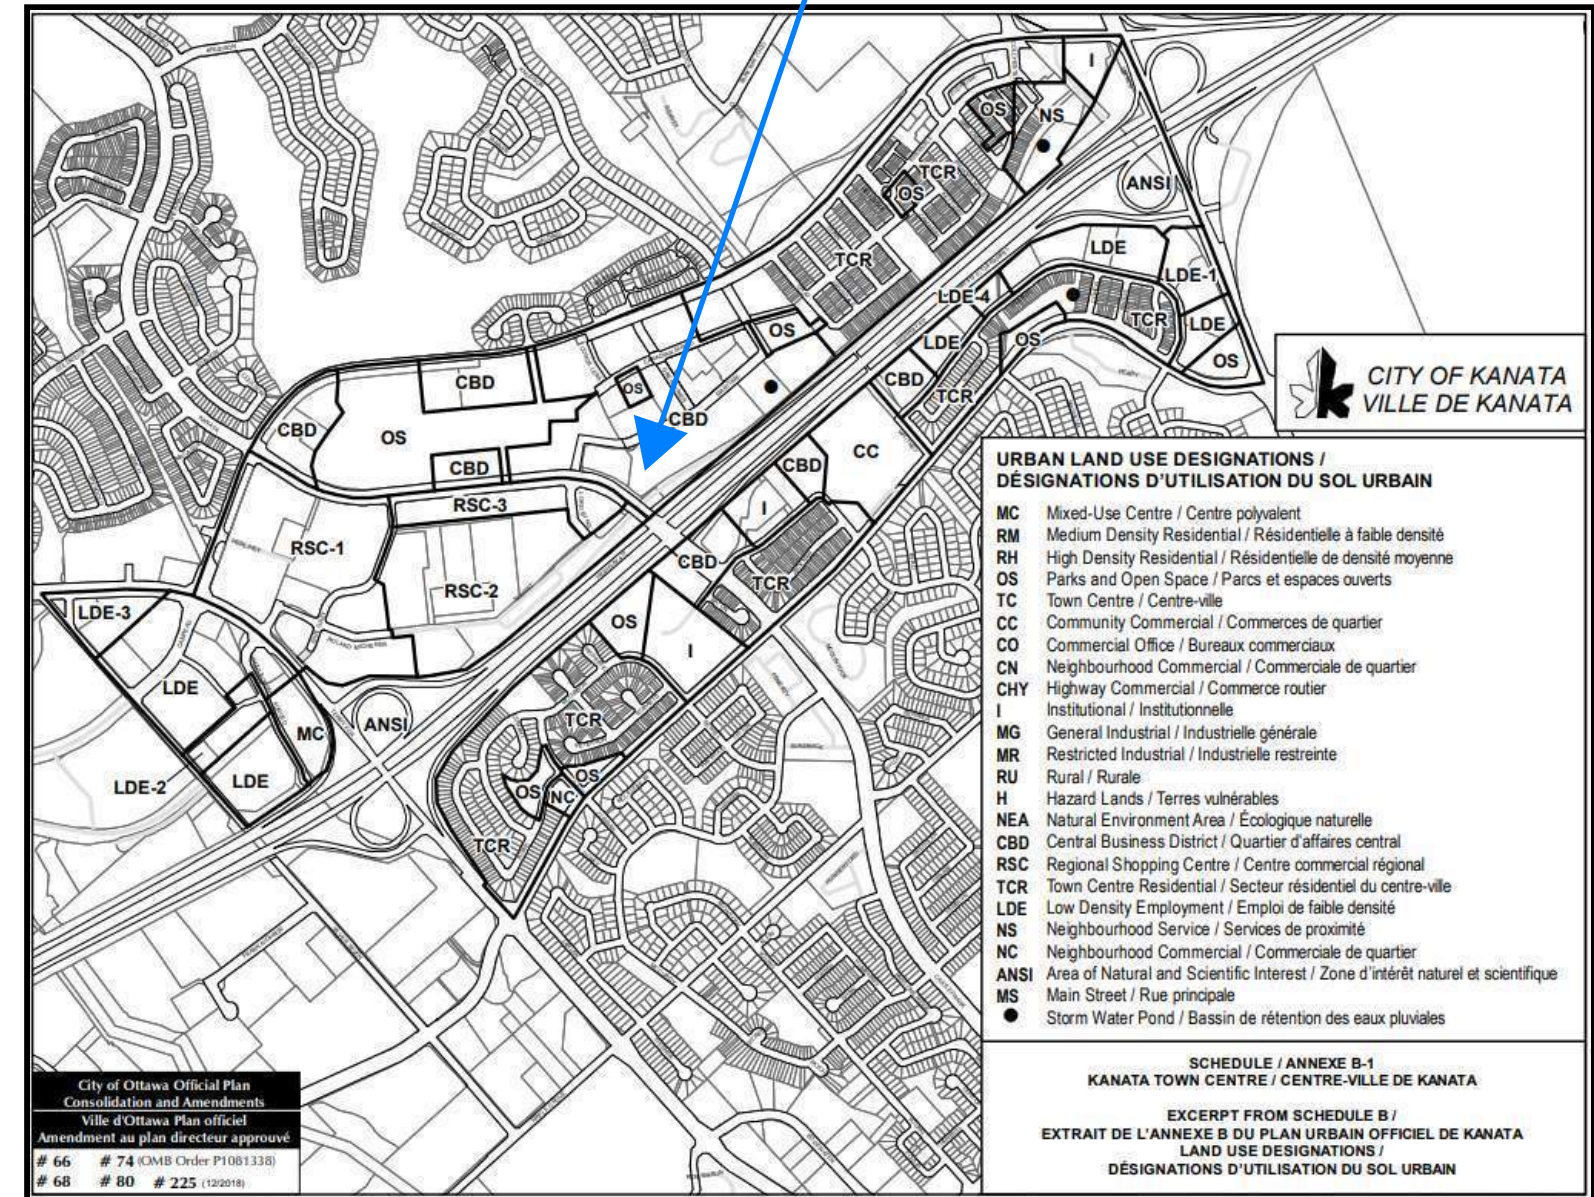 I
OS
NS
TCR
OS
ANSI
TCR
LDE
LDE-1
LDE-4
OS
LDE
TCR
LDE
OS
OS
CBD
OS
CBD
TCR
CBD
CBD
OS
CC
CBD
CBD
RSC-3
I
RSC-1
CBD
TCR
RSC-2
LDE-3
OS
I
LDE
TCR
ANSI
MC
OS
LDE-2
LDE
OS
NC
TCR
CITY OF KANATA
VILLE DE KANATA
URBAN LAND USE DESIGNATIONS /
DÉSIGNATIONS D'UTILISATION DU SOL URBAIN
MC Mixed-Use Centre / Centre polyvalent
RM Medium Density Residential / Résidentielle à faible densité
RH High Density Residential / Résidentielle de densité moyenne
OS Parks and Open Space / Parcs et espaces ouverts
TC Town Centre / Centre-ville
CC Community Commercial / Commerces de quartier
CO Commercial Office / Bureaux commerciaux
CN Neighbourhood Commercial / Commerciale de quartier
CHY Highway Commercial / Commerce routier
I Institutional / Institutionnelle
MG General Industrial / Industrielle générale
MR Restricted Industrial / Industrielle restreinte
RU Rural / Rurale
H Hazard Lands / Terres vulnérables
NEA Natural Environment Area / Écologique naturelle
CBD Central Business District / Quartier d'affaires central
RSC Regional Shopping Centre / Centre commercial régional
TCR Town Centre Residential / Secteur résidentiel du centre-ville
LDE Low Density Employment / Emploi de faible densité
NS Neighbourhood Service / Services de proximité
NC Neighbourhood Commercial / Commerciale de quartier
ANSI Area of Natural and Scientific Interest / Zone d'intérêt naturel et scientifique
MS Main Street / Rue principale
Storm Water Pond / Bassin de rétention des eaux pluviales
SCHEDULE / ANNEXE B-1
KANATA TOWN CENTRE / CENTRE-VILLE DE KANATA
EXCERPT FROM SCHEDULE B /
EXTRAIT DE L'ANNEXE B DU PLAN URBAIN OFFICIEL DE KANATA
LAND USE DESIGNATIONS /
DÉSIGNATIONS D'UTILISATION DU SOL URBAIN
City of Ottawa Official Plan
Consolidation and Amendments
Ville d'Ottawa Plan officiel
Amendment au plan directeur approuvé
# 66 # 74 (OMB Order P1081338)
# 68 # 80 # 225 (12/2018)